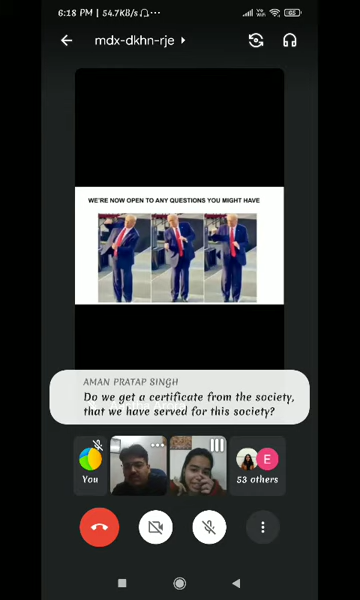 6:18 PM | 54.7KB/s ...
Vo WiFi
mdx-dkhn-rje
WE'RE NOW OPEN TO ANY QUESTIONS YOU MIGHT HAVE
AMAN PRATAP SINGH
Do we get a certificate from the society,
that we have served for this society?
You
E
53 others